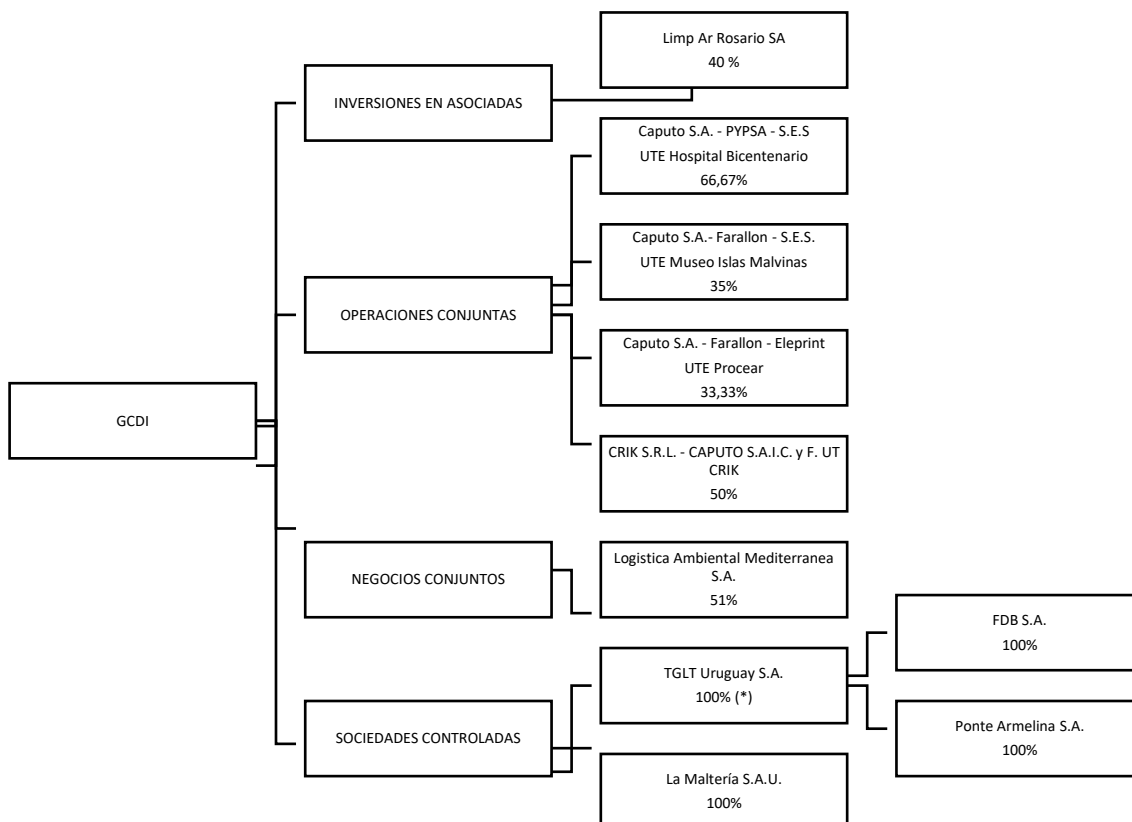 Limp Ar Rosario SA
40 %
INVERSIONES EN ASOCIADAS
Caputo S.A. - PYPSA - S.E.S
UTE Hospital Bicentenario
66,67%
Caputo S.A.- Farallon - S.E.S.
UTE Museo Islas Malvinas
35%
OPERACIONES CONJUNTAS
Caputo S.A. - Farallon - Eleprint
UTE Procear
33,33%
GCDI
CRIK S.R.L. - CAPUTO S.A.I.C. y F. UT
CRIK
50%
NEGOCIOS CONJUNTOS
Logistica Ambiental Mediterranea
S.A.
51%
FDB S.A.
100%
TGLT Uruguay S.A.
100% (*)
SOCIEDADES CONTROLADAS
Ponte Armelina S.A.
100%
La Maltería S.A.U.
100%